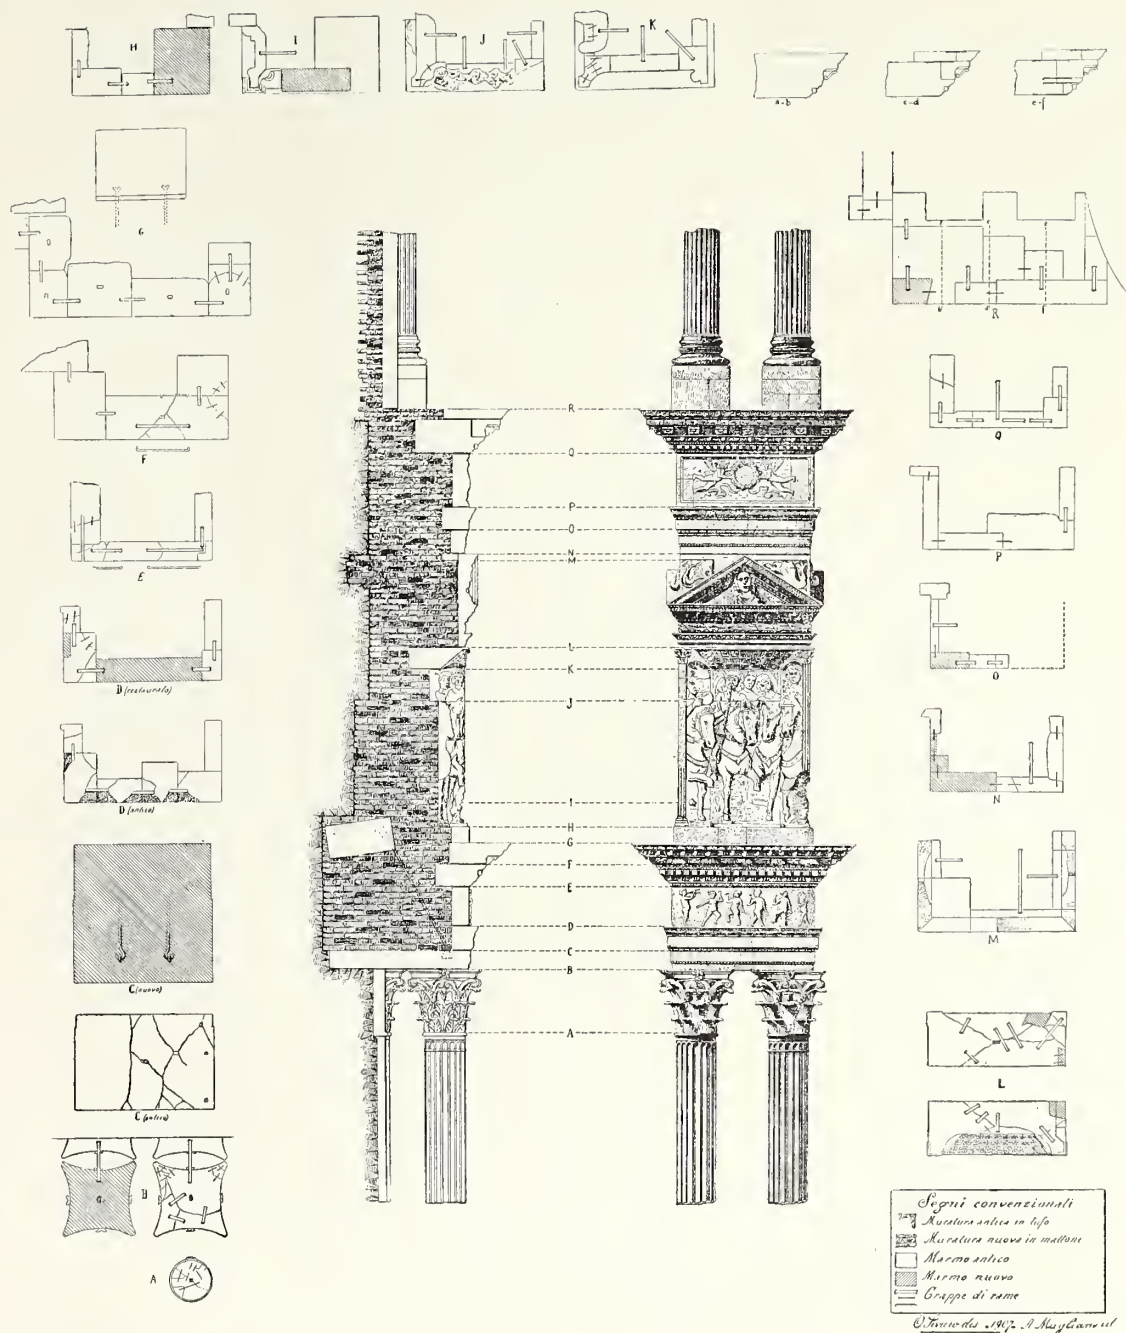 H
I
J
K
a-b
c-d
e-f
G
R
F
Q
E
P
D (restaurato)
O
D (antico)
N
C (nuovo)
M
C (antico)
L
B
A
R
Q
P
O
N
M
L
K
J
I
H
G
F
E
D
C
B
A
Segni convenzionali
Muratura antica in tufo
Muratura nuova in mattone
Marmo antico
Marmo nuovo
Grappe di rame
1907